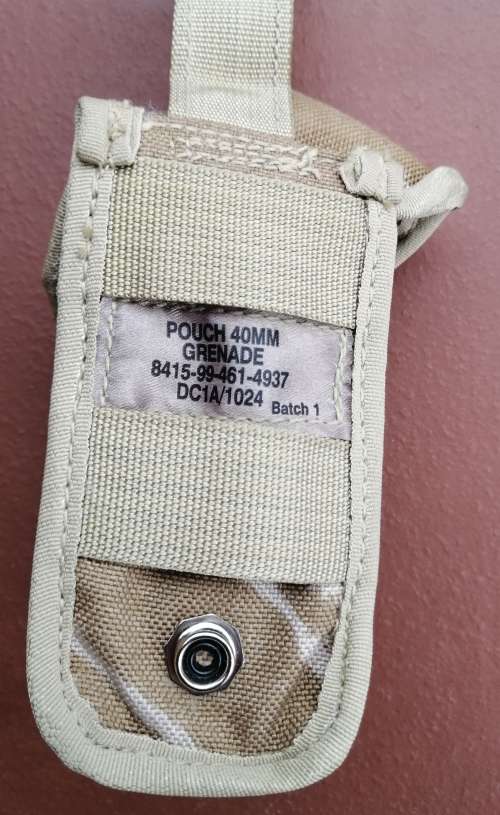 POUCH 40MM
GRENADE
8415-99-461-4937
DC1A/1024 Batch 1